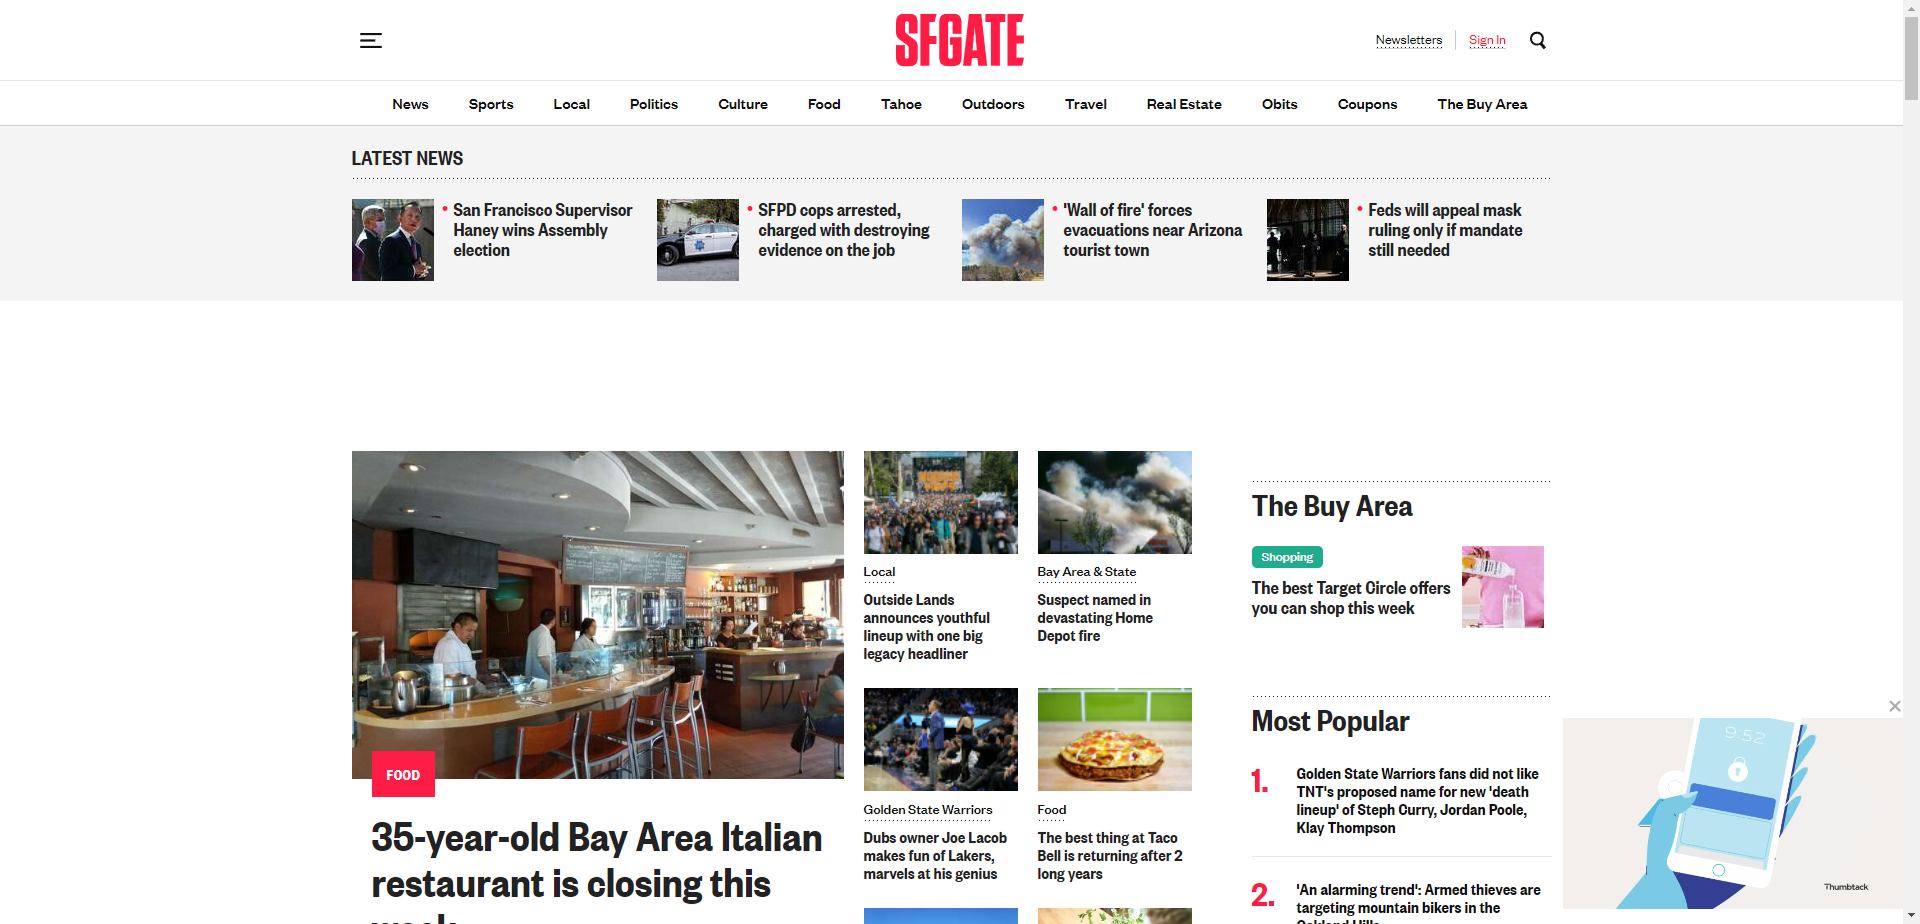 SFGATE
Newsletters
Sign In
News
Sports
Local
Politics
Culture
Food
Tahoe
Outdoors
Travel
Real Estate
Obits
Coupons
The Buy Area
LATEST NEWS
San Francisco Supervisor
Haney wins Assembly
election
SFPD cops arrested,
charged with destroying
evidence on the job
'Wall of fire' forces
evacuations near Arizona
tourist town
Feds will appeal mask
ruling only if mandate
still needed
FOOD
35-year-old Bay Area Italian
restaurant is closing this
Local
Outside Lands
announces youthful
lineup with one big
legacy headliner
Bay Area & State
Suspect named in
devastating Home
Depot fire
Golden State Warriors
Dubs owner Joe Lacob
makes fun of Lakers,
marvels at his genius
Food
The best thing at Taco
Bell is returning after 2
long years
The Buy Area
Shopping
The best Target Circle offers
you can shop this week
Most Popular
1.
Golden State Warriors fans did not like
TNT's proposed name for new 'death
lineup' of Steph Curry, Jordan Poole,
Klay Thompson
2.
'An alarming trend': Armed thieves are
targeting mountain bikers in the
9:52
Thumbtack